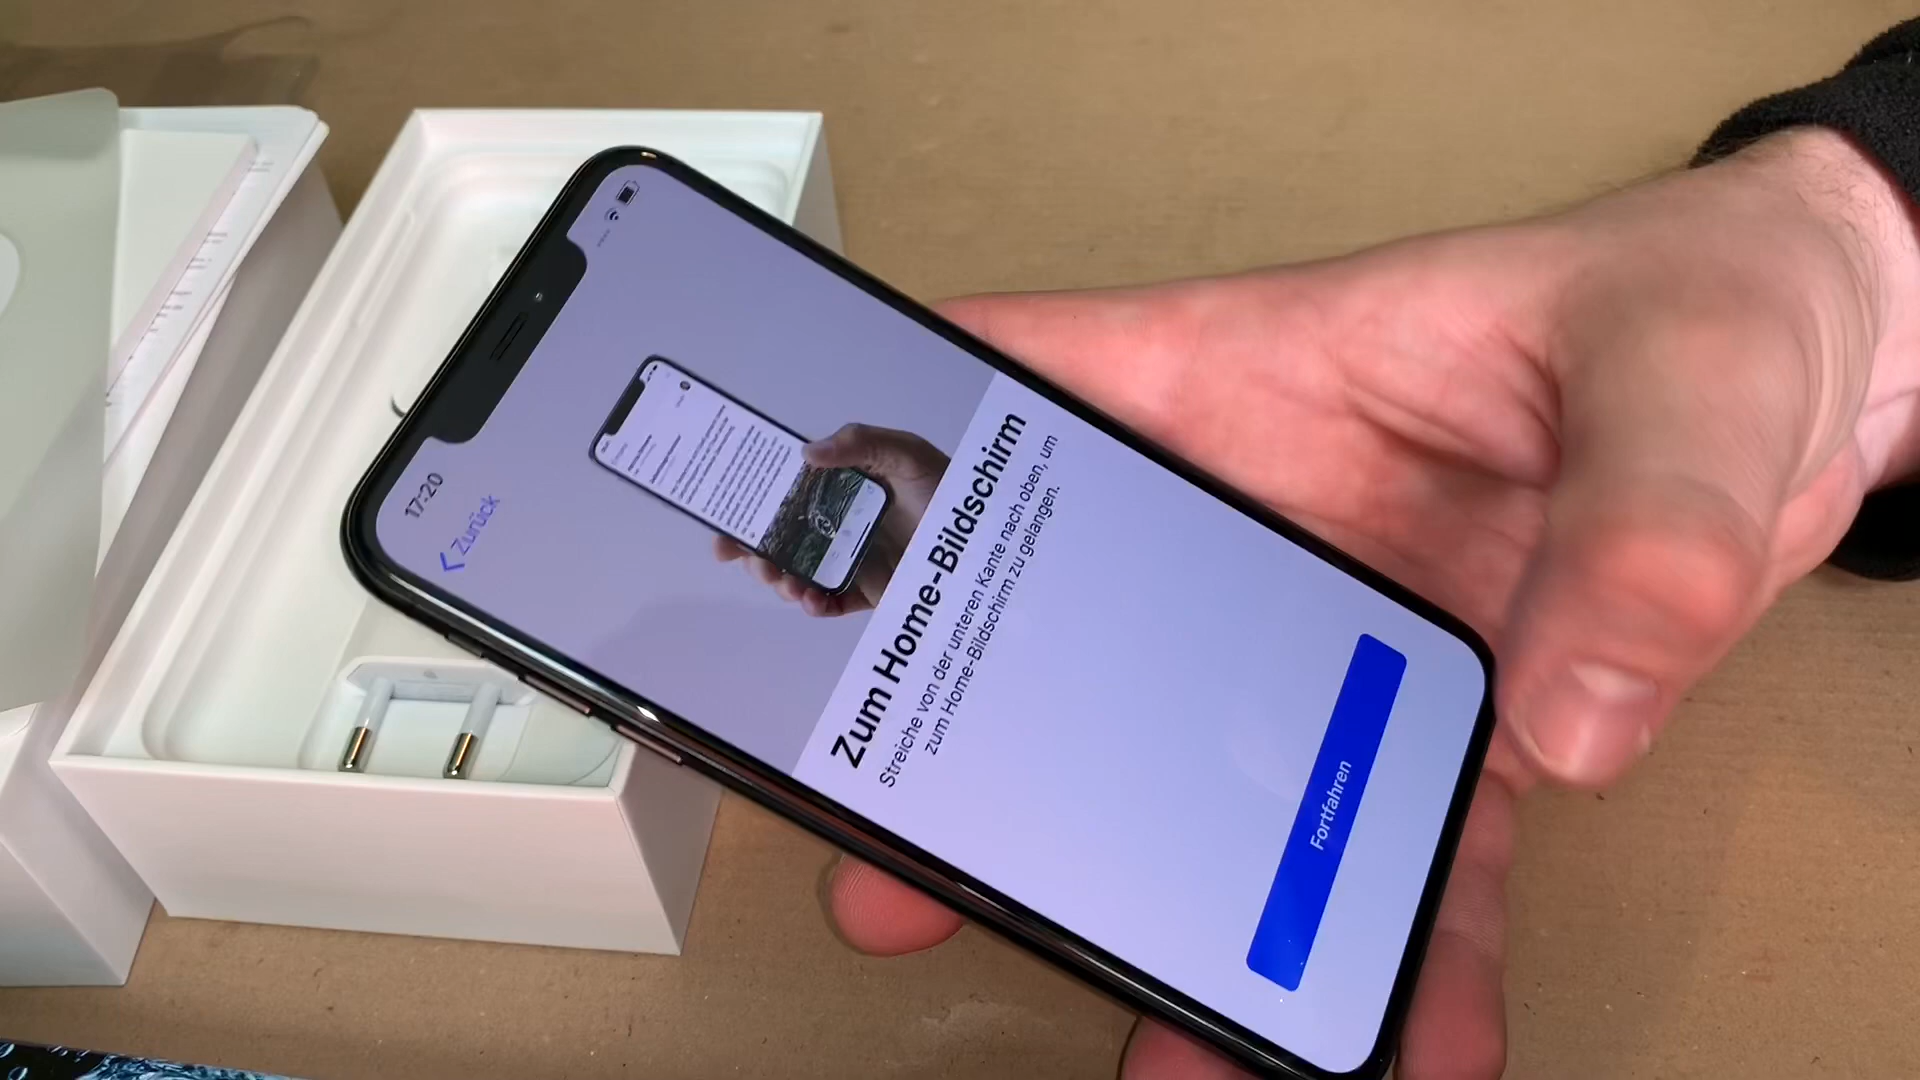 17:20
Zurück
Zum Home-Bildschirm
Streiche von der unteren Kante nach oben, um
zum Home-Bildschirm zu gelangen.
Fortfahren